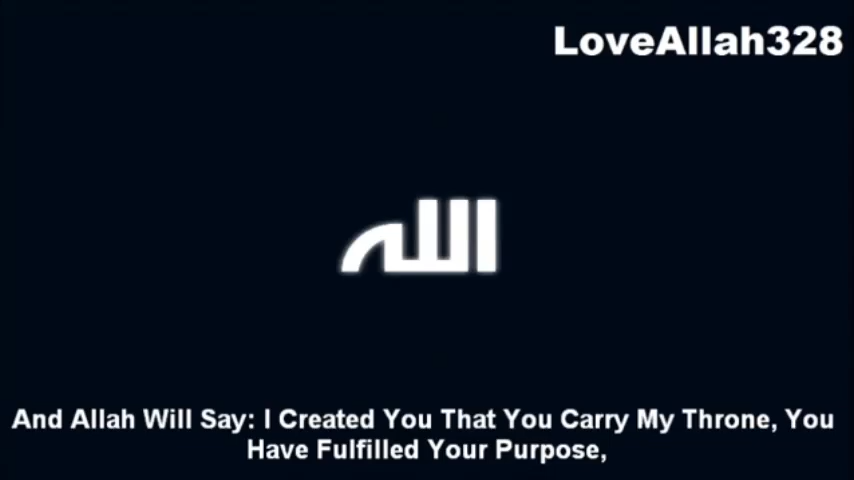 LoveAllah328
الله
And Allah Will Say: I Created You That You Carry My Throne, You
Have Fulfilled Your Purpose,